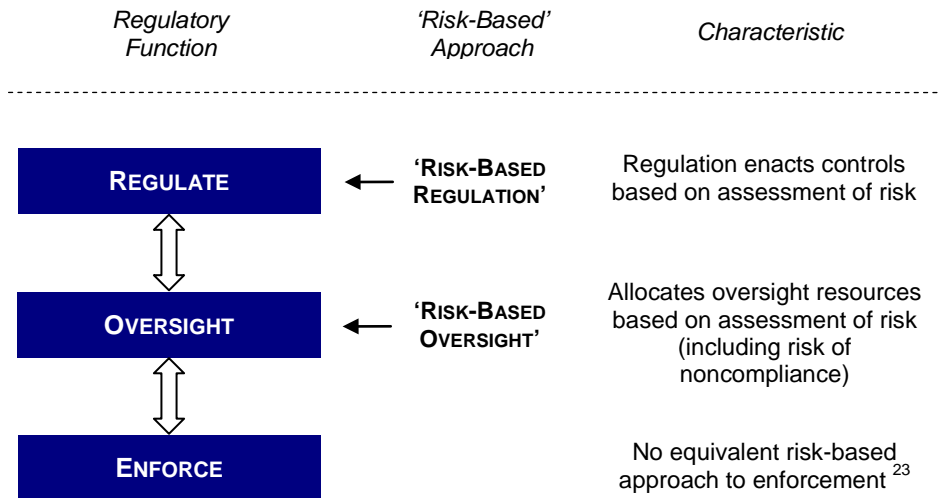 Regulatory
Function
‘Risk-Based’
Approach
Characteristic
REGULATE
‘RISK-BASED
REGULATION’
Regulation enacts controls
based on assessment of risk
OVERSIGHT
‘RISK-BASED
OVERSIGHT’
Allocates oversight resources
based on assessment of risk
(including risk of
noncompliance)
ENFORCE
No equivalent risk-based
approach to enforcement 23